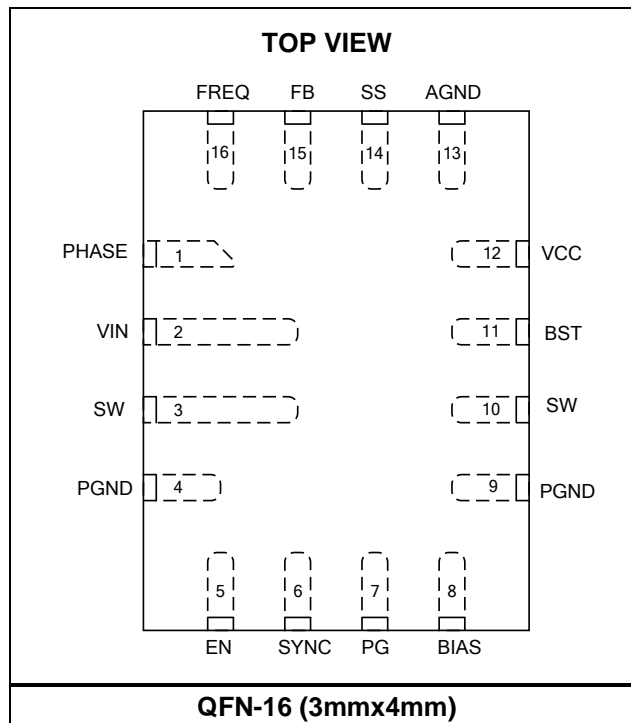 TOP VIEW
FREQ FB SS AGND
16 15 14 13
PHASE 1 12 VCC
VIN 2 11 BST
SW 3 10 SW
PGND 4 9 PGND
5 6 7 8
EN SYNC PG BIAS
QFN-16 (3mmx4mm)